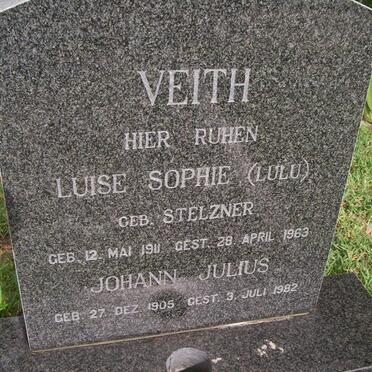 VEITH
HIER RUHEN
LUISE SOPHIE (LULU)
GEB. STELZNER
GEB. 12. MAI 1911 GEST. 28. APRIL 1963
JOHANN JULIUS
GEB. 27 DEZ. 1905 GEST. 3. JULI 1982